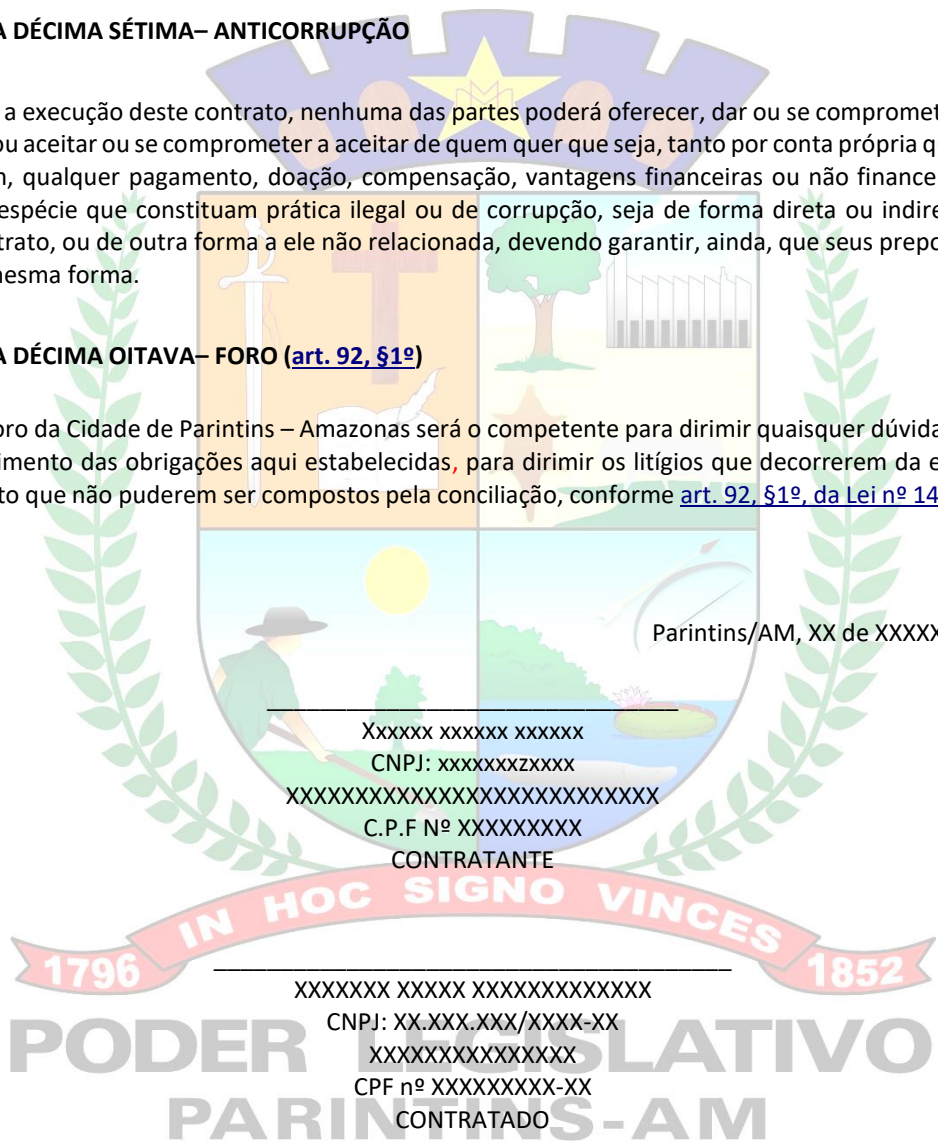 A DÉCIMA SÉTIMA– ANTICORRUPÇÃO
a execução deste contrato, nenhuma das partes poderá oferecer, dar ou se compromet
ou aceitar ou se comprometer a aceitar de quem quer que seja, tanto por conta própria q
, qualquer pagamento, doação, compensação, vantagens financeiras ou não finance
espécie que constituam prática ilegal ou de corrupção, seja de forma direta ou indire
trato, ou de outra forma a ele não relacionada, devendo garantir, ainda, que seus prepo
mesma forma.
A DÉCIMA OITAVA– FORO (art. 92, §1º)
oro da Cidade de Parintins – Amazonas será o competente para dirimir quaisquer dúvida
imento das obrigações aqui estabelecidas, para dirimir os litígios que decorrerem da e
to que não puderem ser compostos pela conciliação, conforme art. 92, §1º, da Lei nº 14
Parintins/AM, XX de XXXXX
Xxxxxx xxxxxx xxxxxx
CNPJ: xxxxxxxzxxxx
XXXXXXXXXXXXXXXXXXXXXXXXXXX
C.P.F Nº XXXXXXXXX
CONTRATANTE
IN HOC SIGNO VINCES
1796 1852
XXXXXXX XXXXX XXXXXXXXXXXXX
CNPJ: XX.XXX.XXX/XXXX-XX
XXXXXXXXXXXXXXX
CPF nº XXXXXXXXX-XX
CONTRATADO
PODER LEGISLATIVO
PARINTINS-AM